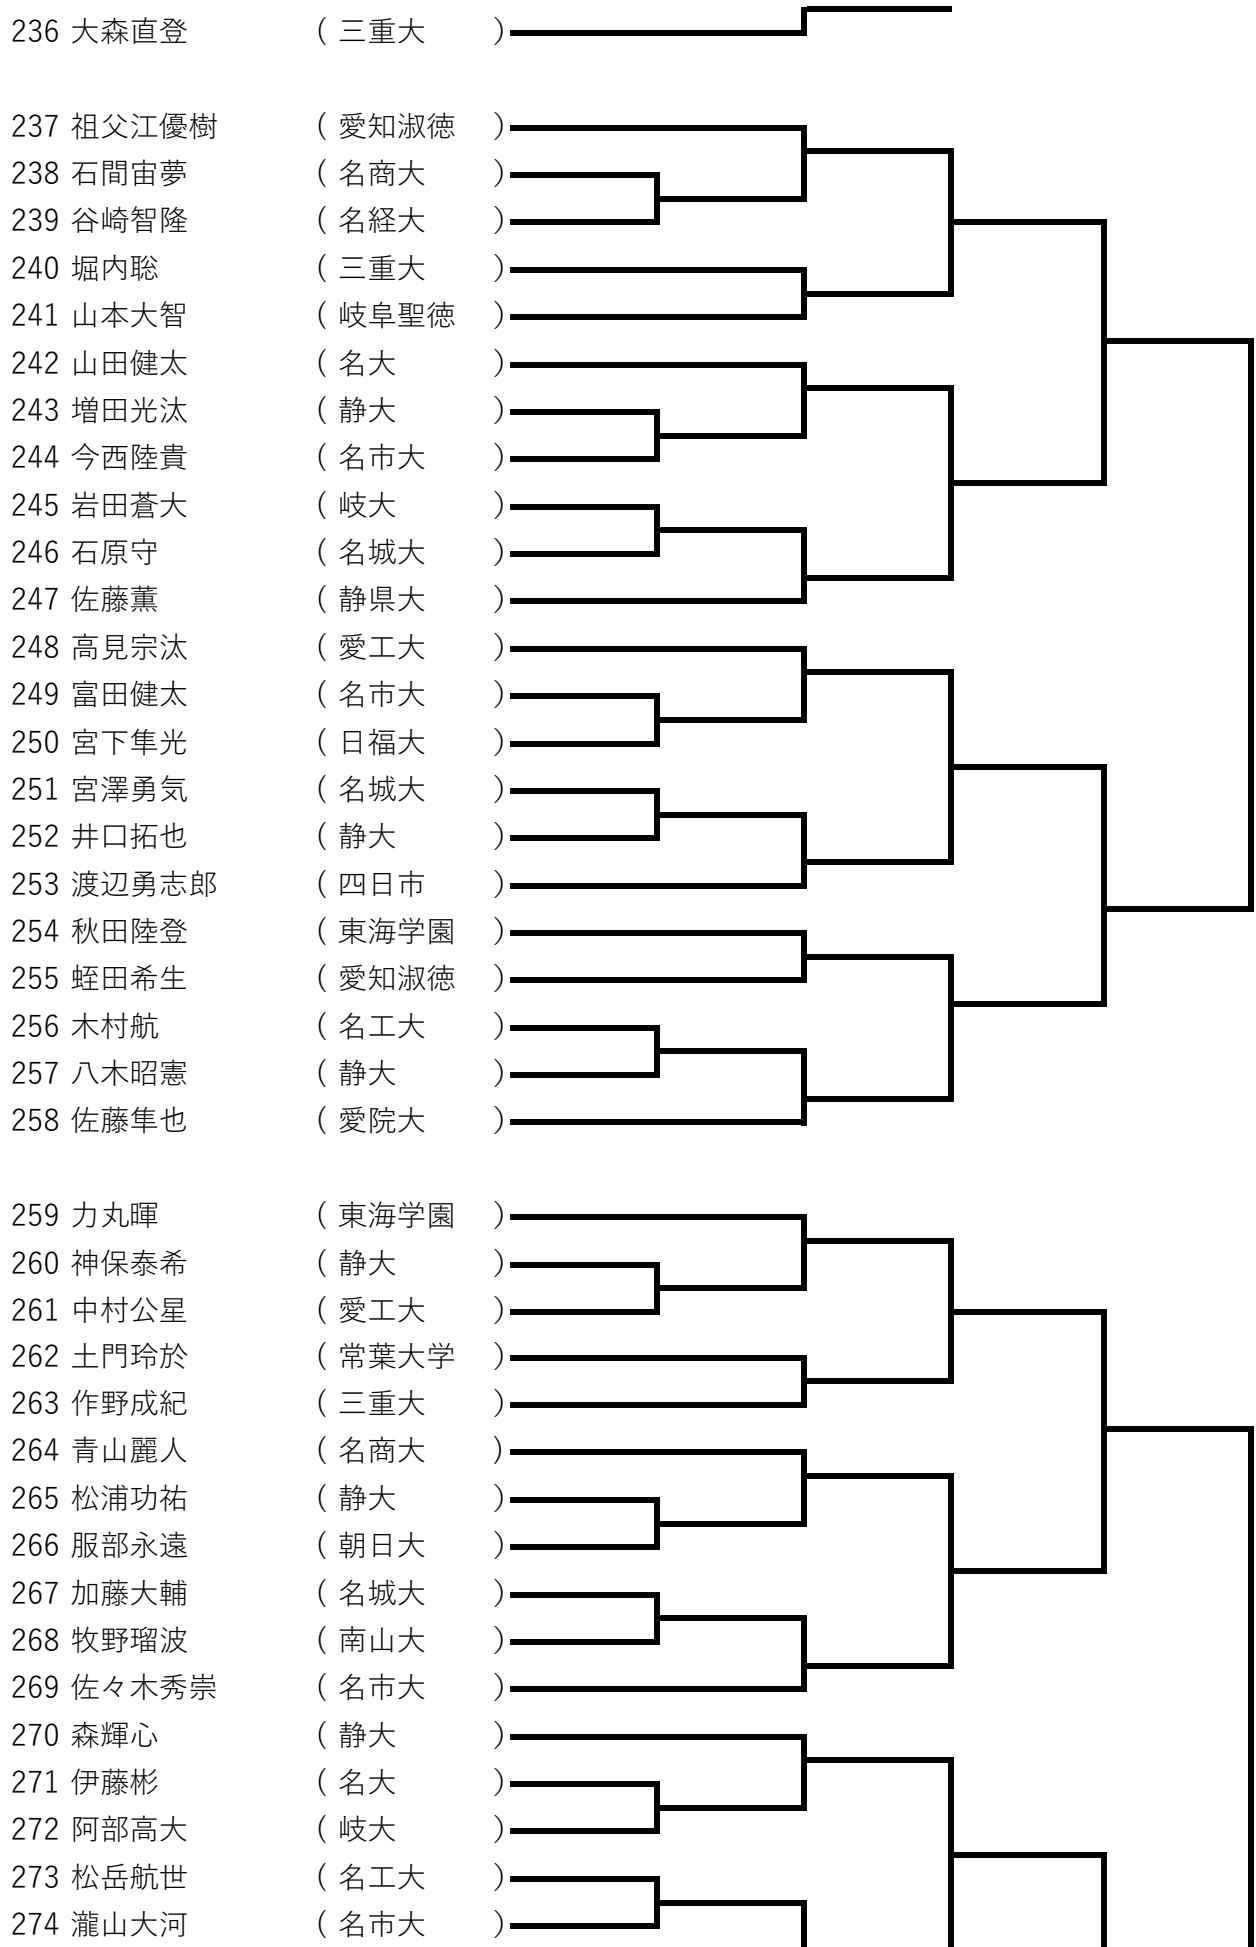 236 大森直登 ( 三重大 )
237 祖父江優樹 ( 愛知淑徳 )
238 石間宙夢 ( 名商大 )
239 谷崎智隆 ( 名経大 )
240 堀内聡 ( 三重大 )
241 山本大智 ( 岐阜聖徳 )
242 山田健太 ( 名大 )
243 増田光汰 ( 静大 )
244 今西陸貴 ( 名市大 )
245 岩田蒼大 ( 岐大 )
246 石原守 ( 名城大 )
247 佐藤薫 ( 静県大 )
248 高見宗汰 ( 愛工大 )
249 富田健太 ( 名市大 )
250 宮下隼光 ( 日福大 )
251 宮澤勇気 ( 名城大 )
252 井口拓也 ( 静大 )
253 渡辺勇志郎 ( 四日市 )
254 秋田陸登 ( 東海学園 )
255 蛭田希生 ( 愛知淑徳 )
256 木村航 ( 名工大 )
257 八木昭憲 ( 静大 )
258 佐藤隼也 ( 愛院大 )
259 力丸暉 ( 東海学園 )
260 神保泰希 ( 静大 )
261 中村公星 ( 愛工大 )
262 土門玲於 ( 常葉大学 )
263 作野成紀 ( 三重大 )
264 青山麗人 ( 名商大 )
265 松浦功祐 ( 静大 )
266 服部永遠 ( 朝日大 )
267 加藤大輔 ( 名城大 )
268 牧野瑠波 ( 南山大 )
269 佐々木秀崇 ( 名市大 )
270 森輝心 ( 静大 )
271 伊藤彬 ( 名大 )
272 阿部高大 ( 岐大 )
273 松岳航世 ( 名工大 )
274 瀧山大河 ( 名市大 )